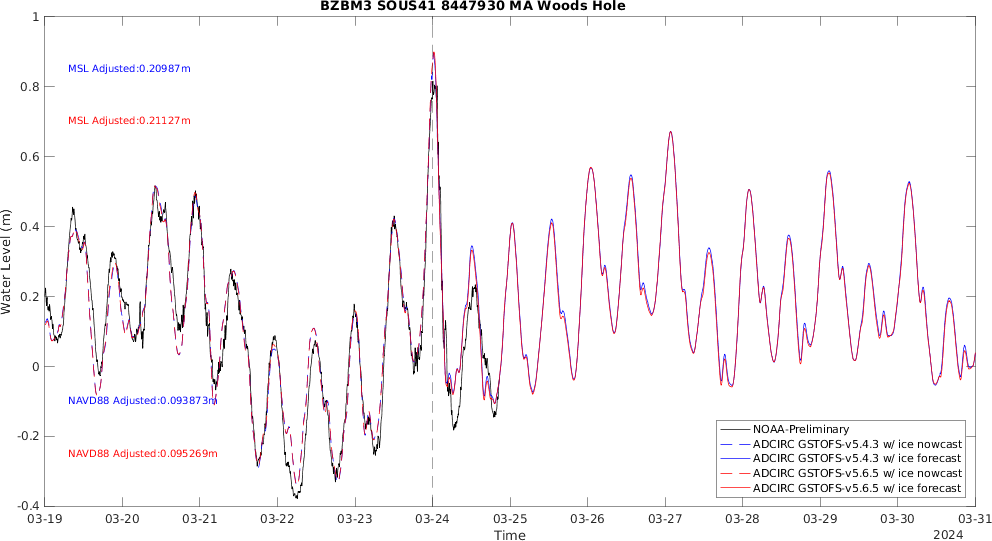 BZBM3 SOUS41 8447930 MA Woods Hole
1
0.8
0.6
0.4
0.2
0
-0.2
-0.4
Water Level (m)
MSL Adjusted:0.20987m
MSL Adjusted:0.21127m
NAVD88 Adjusted:0.093873m
NAVD88 Adjusted:0.095269m
NOAA-Preliminary
ADCIRC GSTOFS-v5.4.3 w/ ice nowcast
ADCIRC GSTOFS-v5.4.3 w/ ice forecast
ADCIRC GSTOFS-v5.6.5 w/ ice nowcast
ADCIRC GSTOFS-v5.6.5 w/ ice forecast
03-19 03-20 03-21 03-22 03-23 03-24 03-25 03-26 03-27 03-28 03-29 03-30 03-31
Time
2024